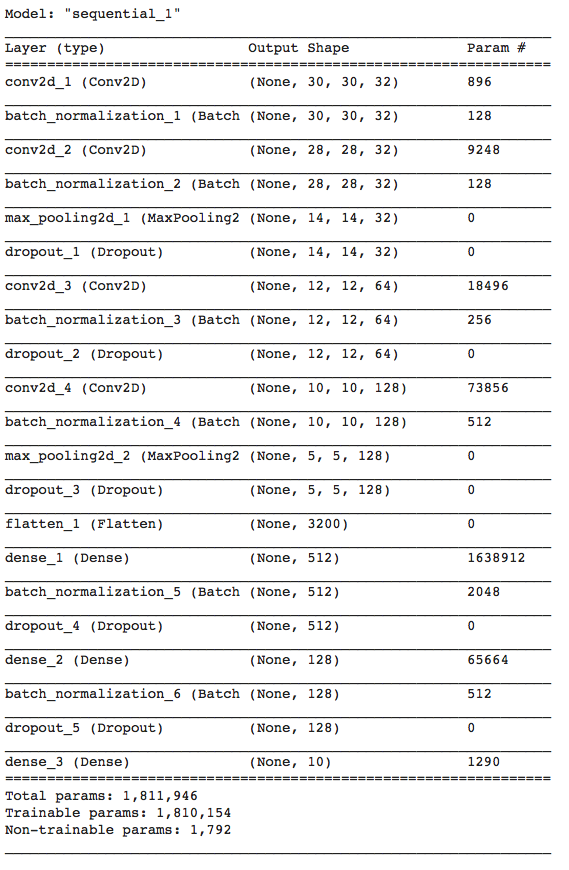 Model: "sequential_1"
Layer (type) Output Shape Param #
conv2d_1 (Conv2D) (None, 30, 30, 32) 896
batch_normalization_1 (Batch (None, 30, 30, 32) 128
conv2d_2 (Conv2D) (None, 28, 28, 32) 9248
batch_normalization_2 (Batch (None, 28, 28, 32) 128
max_pooling2d_1 (MaxPooling2 (None, 14, 14, 32) 0
dropout_1 (Dropout) (None, 14, 14, 32) 0
conv2d_3 (Conv2D) (None, 12, 12, 64) 18496
batch_normalization_3 (Batch (None, 12, 12, 64) 256
dropout_2 (Dropout) (None, 12, 12, 64) 0
conv2d_4 (Conv2D) (None, 10, 10, 128) 73856
batch_normalization_4 (Batch (None, 10, 10, 128) 512
max_pooling2d_2 (MaxPooling2 (None, 5, 5, 128) 0
dropout_3 (Dropout) (None, 5, 5, 128) 0
flatten_1 (Flatten) (None, 3200) 0
dense_1 (Dense) (None, 512) 1638912
batch_normalization_5 (Batch (None, 512) 2048
dropout_4 (Dropout) (None, 512) 0
dense_2 (Dense) (None, 128) 65664
batch_normalization_6 (Batch (None, 128) 512
dropout_5 (Dropout) (None, 128) 0
dense_3 (Dense) (None, 10) 1290
Total params: 1,811,946
Trainable params: 1,810,154
Non-trainable params: 1,792